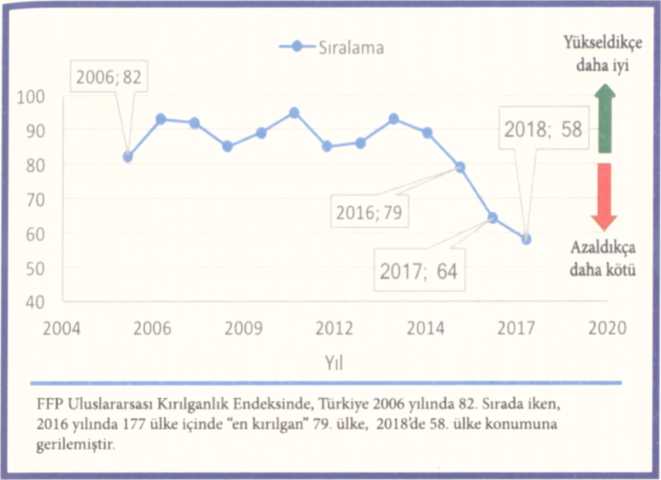 Sıralama
Yükseldikçe
daha iyi
2006; 82
100
90
80
70
60
50
40
2018; 58
2016; 79
2017; 64
Azaldıkça
daha kötü
2004
2006
2009
2012
2014
2017
2020
Yıl
FFP Uluslararsası Kırılganlık Endeksinde, Türkiye 2006 yılında 82. Sırada iken,
2016 yılında 177 ülke içinde “en kırılgan” 79. ülke, 2018’de 58. ülke konumuna
gerilemiştir.